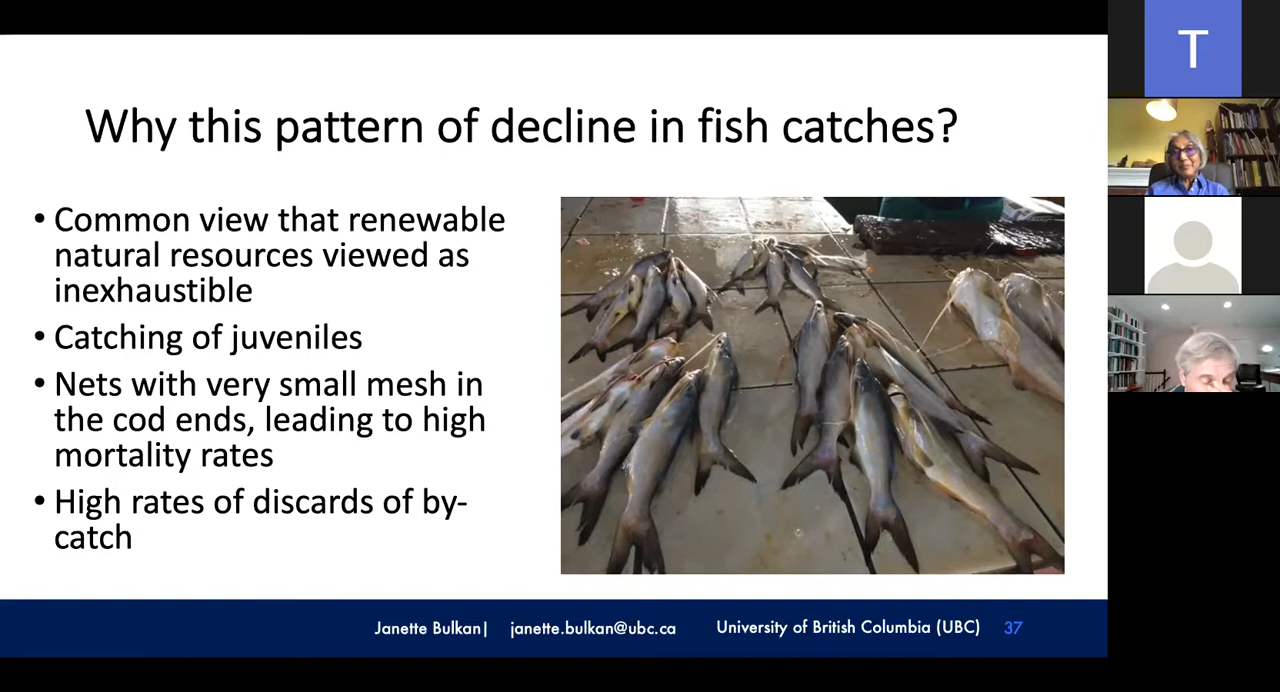 Why this pattern of decline in fish catches?
• Common view that renewable
natural resources viewed as
inexhaustible
• Catching of juveniles
• Nets with very small mesh in
the cod ends, leading to high
mortality rates
• High rates of discards of by-
catch
Janette Bulkan| janette.bulkan@ubc.ca University of British Columbia (UBC) 37
T